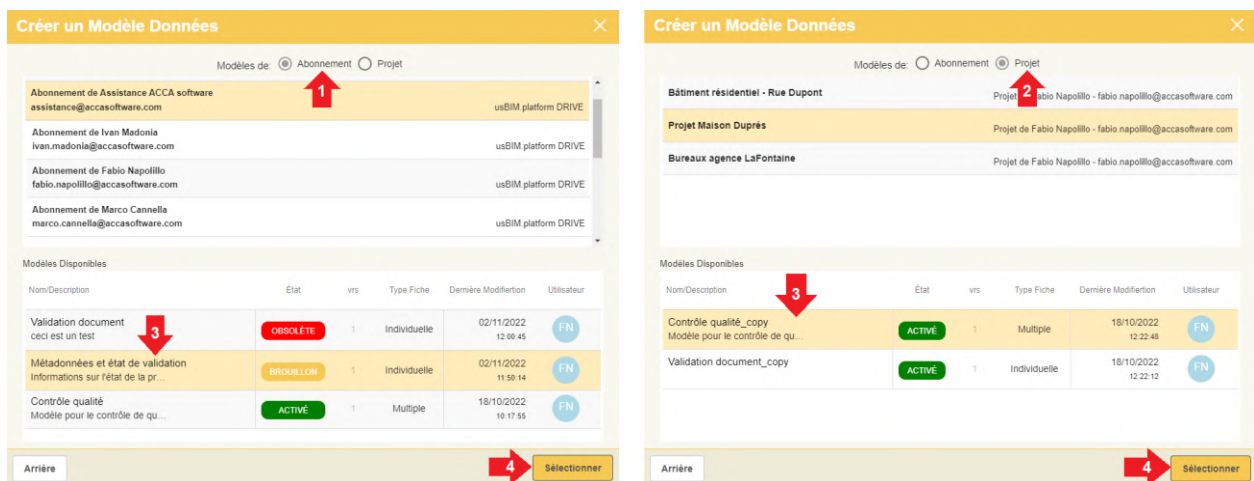 Créer un Modèle Données
Modèles de: Abonnement Projet
1
Abonnement de Assistance ACCA software
assistance@accasoftware.com usBIM.platform DRIVE
Abonnement de Ivan Madonia
ivan.madonia@accasoftware.com usBIM.platform DRIVE
Abonnement de Fabio Napolillo
fabio.napolillo@accasoftware.com usBIM.platform DRIVE
Abonnement de Marco Cannella
marco.cannella@accasoftware.com usBIM.platform DRIVE
Modèles Disponibles
Nom/Description État vrs Type Fiche Dernière Modifiertion Utilisateur
Validation document
ceci est un test
3
OBSOLÈTE 1 Individuelle 02/11/2022
12:00:45
FN
Métadonnées et état de validation
Informations sur l'état de la pr...
BROUILLON 1 Individuelle 02/11/2022
11:50:14
FN
Contrôle qualité
Modèle pour le contrôle de qu...
ACTIVÉ 1 Multiple 18/10/2022
10:17:55
FN
Arrière 4 Sélectionner
Créer un Modèle Données
Modèles de: Abonnement Projet
2
Bâtiment résidentiel - Rue Dupont Projet Fabio Napolillo - fabio.napolillo@accasoftware.com
Projet Maison Duprés Projet de Fabio Napolillo - fabio.napolillo@accasoftware.com
Bureaux agence LaFontaine Projet de Fabio Napolillo - fabio.napolillo@accasoftware.com
Modèles Disponibles
Nom/Description État vrs Type Fiche Dernière Modifiertion Utilisateur
3
Contrôle qualité_copy
Modèle pour le contrôle de qu...
ACTIVÉ 1 Multiple 18/10/2022
12:22:48
FN
Validation document_copy
ACTIVÉ 1 Individuelle 18/10/2022
12:22:12
FN
Arrière 4 Sélectionner